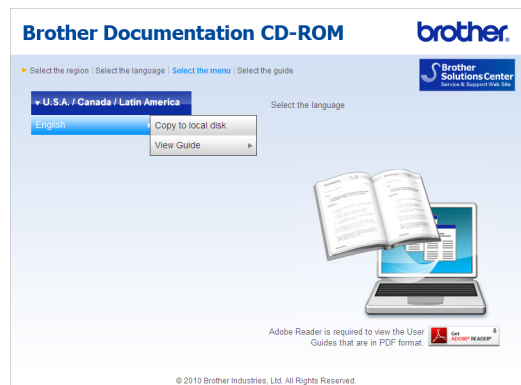 Brother Documentation CD-ROM
brother
Select the region | Select the language | Select the menu | Select the guide
Brother
Solutions Center
Service & Support Web Site
U.S.A. / Canada / Latin America
Select the language
English
Copy to local disk
View Guide
Adobe Reader is required to view the User
Guides that are in PDF format.
Get
ADOBE® READER®
© 2010 Brother Industries, Ltd. All Rights Reserved.